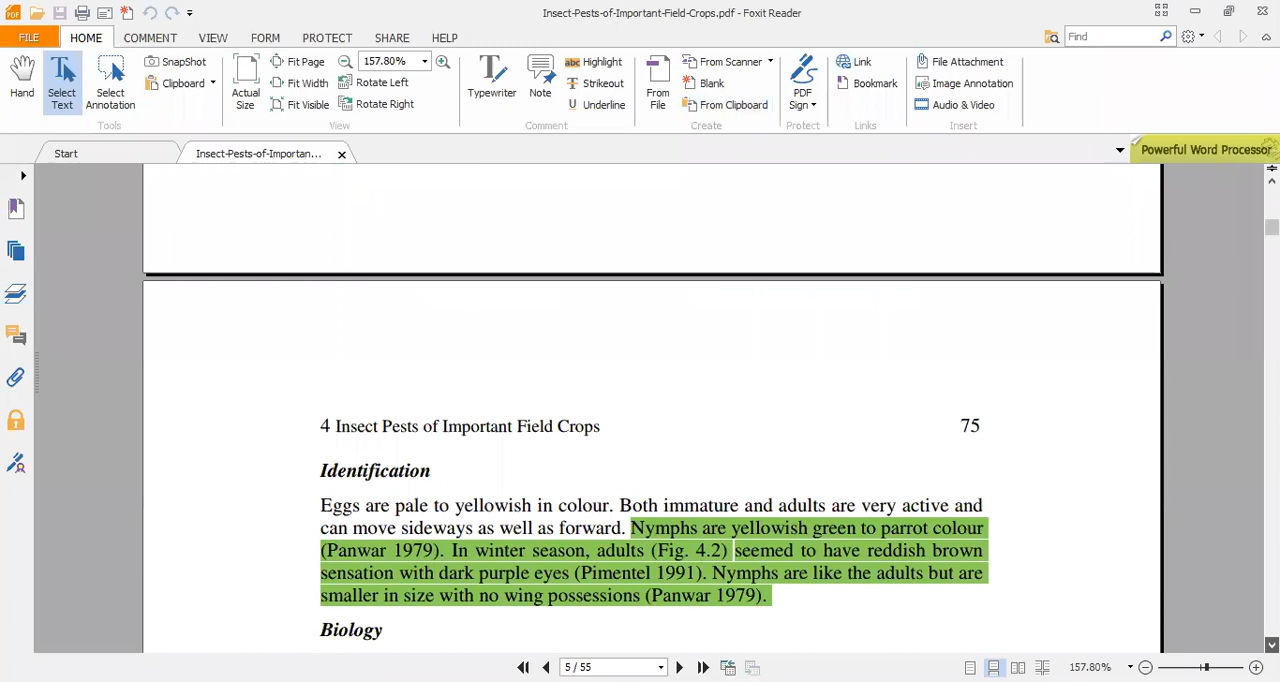 Insect-Pests-of-Important-Field-Crops.pdf - Foxit Reader
FILE HOME COMMENT VIEW FORM PROTECT SHARE HELP Find
Hand
Select Text
Select Annotation
SnapShot
Clipboard
Tools
Actual Size
Fit Page
Fit Width
Fit Visible
157.80%
Rotate Left
Rotate Right
View
Typewriter
Note
abc Highlight
Strikeout
U Underline
Comment
From File
From Scanner
Blank
From Clipboard
Create
PDF Sign
Protect
Link
Bookmark
Links
File Attachment
Image Annotation
Audio & Video
Insert
Start Insect-Pests-of-Importan... Powerful Word Processor
4 Insect Pests of Important Field Crops 75
Identification
Eggs are pale to yellowish in colour. Both immature and adults are very active and
can move sideways as well as forward. Nymphs are yellowish green to parrot colour
(Panwar 1979). In winter season, adults (Fig. 4.2) seemed to have reddish brown
sensation with dark purple eyes (Pimentel 1991). Nymphs are like the adults but are
smaller in size with no wing possessions (Panwar 1979).
Biology
5 / 55 157.80%